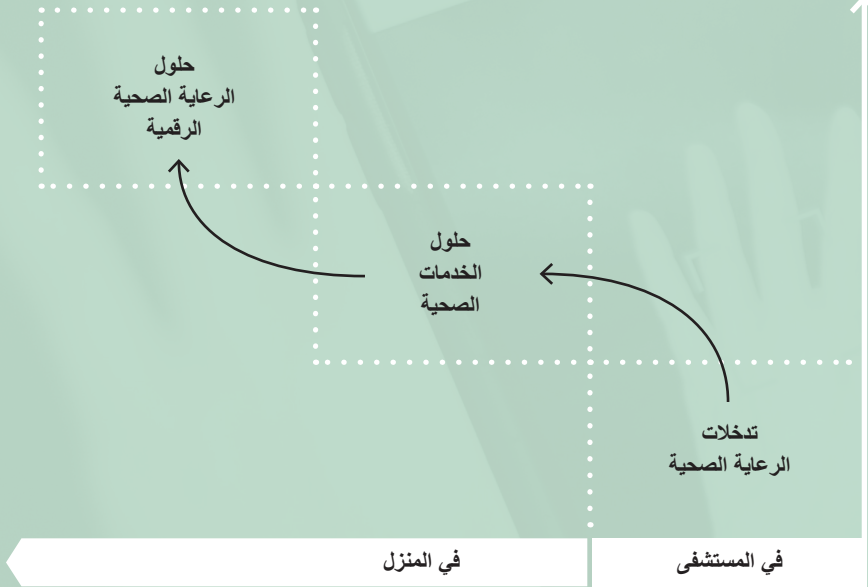 حلول
الرعاية الصحية
الرقمية
حلول
الخدمات
الصحية
تدخلات
الرعاية الصحية
في المستشفى
في المنزل